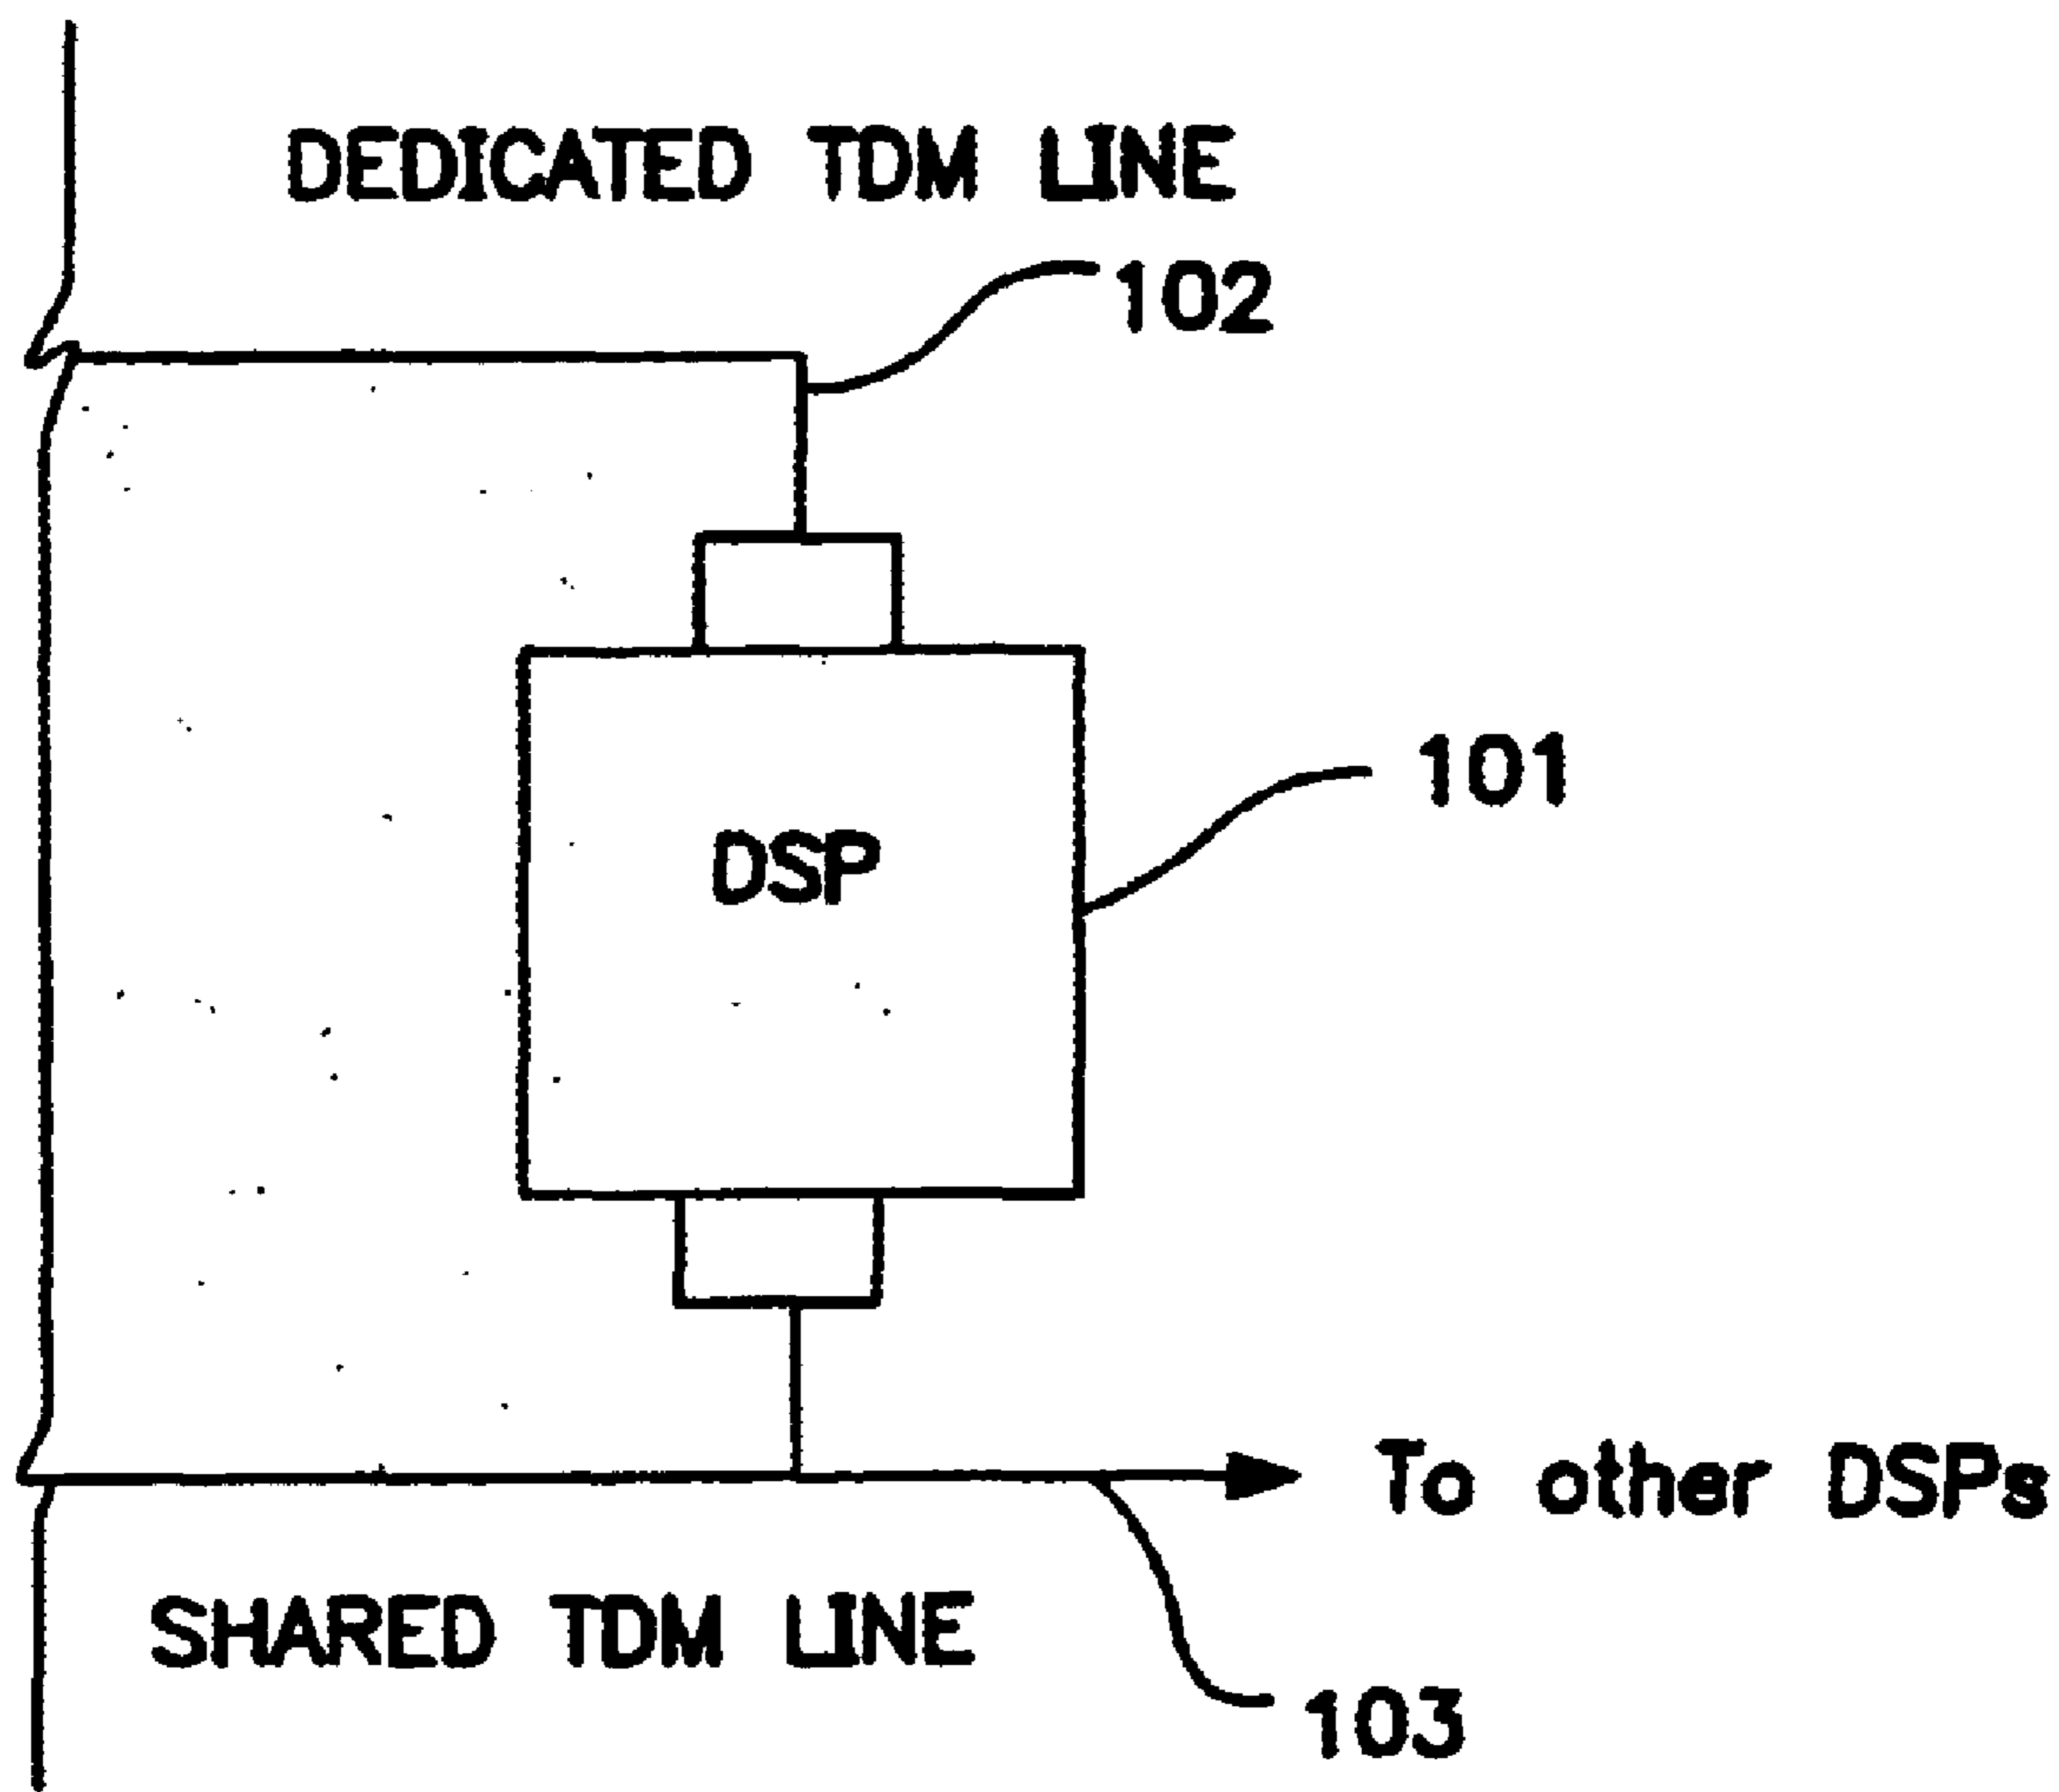 DEDICATED TDM LINE
102
101
DSP
To other DSPs
SHARED TDM LINE
103